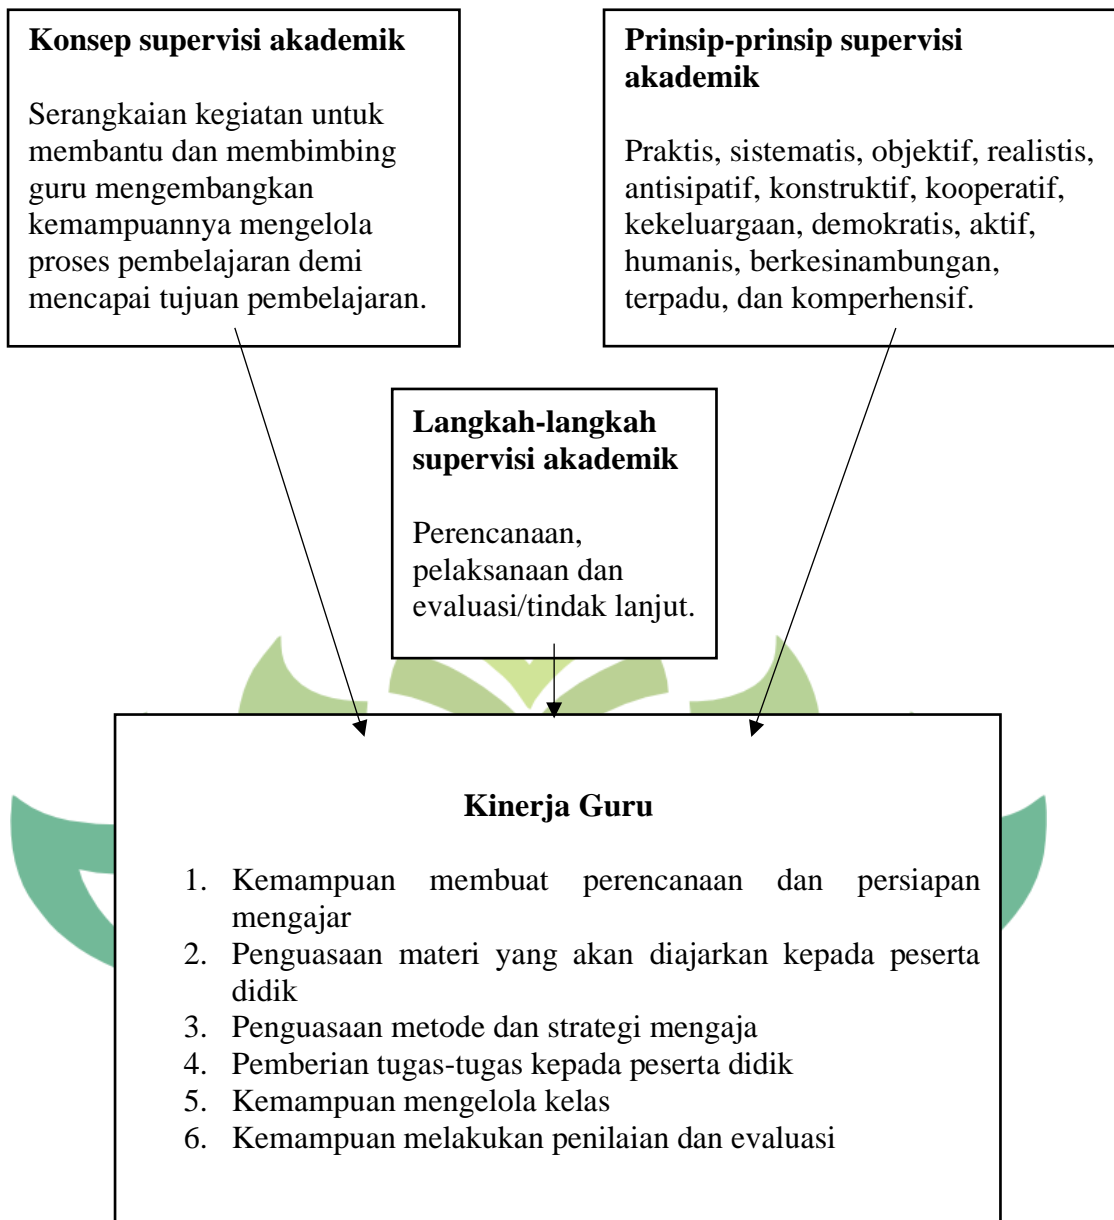 Konsep supervisi akademik
Serangkaian kegiatan untuk
membantu dan membimbing
guru mengembangkan
kemampuannya mengelola
proses pembelajaran demi
mencapai tujuan pembelajaran.
Prinsip-prinsip supervisi
akademik
Praktis, sistematis, objektif, realistis,
antisipatif, konstruktif, kooperatif,
kekeluargaan, demokratis, aktif,
humanis, berkesinambungan,
terpadu, dan komperhensif.
Langkah-langkah
supervisi akademik
Perencanaan,
pelaksanaan dan
evaluasi/tindak lanjut.
Kinerja Guru
1. Kemampuan membuat perencanaan dan persiapan
mengajar
2. Penguasaan materi yang akan diajarkan kepada peserta
didik
3. Penguasaan metode dan strategi mengaja
4. Pemberian tugas-tugas kepada peserta didik
5. Kemampuan mengelola kelas
6. Kemampuan melakukan penilaian dan evaluasi